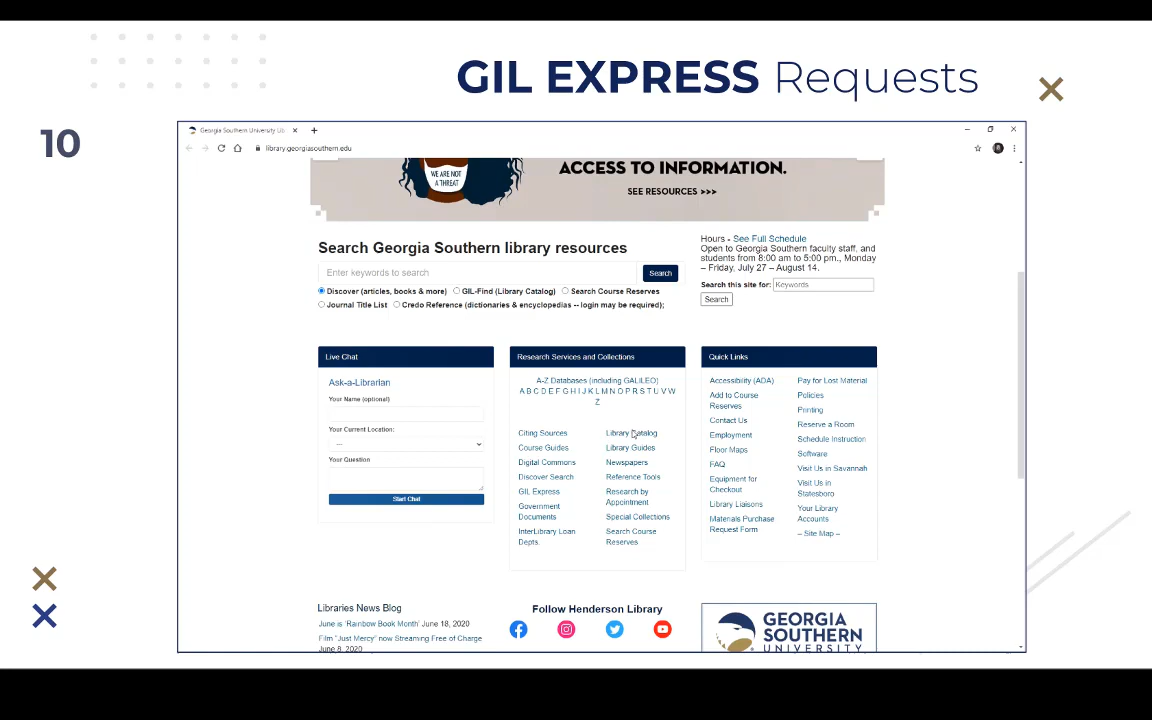 GIL EXPRESS Requests
10
Georgia Southern University Lib
library.georgiasouthern.edu
WE ARE NOT
A THREAT
ACCESS TO INFORMATION.
SEE RESOURCES >>>
Search Georgia Southern library resources
Enter keywords to search
Search
Discover (articles, books & more) GIL-Find (Library Catalog) Search Course Reserves
Journal Title List Credo Reference (dictionaries & encyclopedias -- login may be required);
Hours - See Full Schedule
Open to Georgia Southern faculty staff, and
students from 8:00 am to 5:00 pm., Monday
– Friday, July 27 – August 14.
Search this site for: Keywords
Search
Live Chat
Ask-a-Librarian
Your Name (optional)
Your Current Location:
---
Your Question
Start Chat
Research Services and Collections
A-Z Databases (including GALILEO)
A B C D E F G H I J K L M N O P R S T U V W
Z
Citing Sources
Course Guides
Digital Commons
Discover Search
GIL Express
Government
Documents
InterLibrary Loan
Depts.
Library Catalog
Library Guides
Newspapers
Reference Tools
Research by
Appointment
Special Collections
Search Course
Reserves
Quick Links
Accessibility (ADA)
Add to Course
Reserves
Contact Us
Employment
Floor Maps
FAQ
Equipment for
Checkout
Library Liaisons
Materials Purchase
Request Form
Pay for Lost Material
Policies
Printing
Reserve a Room
Schedule Instruction
Software
Visit Us in Savannah
Visit Us in
Statesboro
Your Library
Accounts
-- Site Map --
Libraries News Blog
June is 'Rainbow Book Month' June 18, 2020
Film "Just Mercy" now Streaming Free of Charge
June 8, 2020
Follow Henderson Library
GEORGIA
SOUTHERN
UNIVERSITY